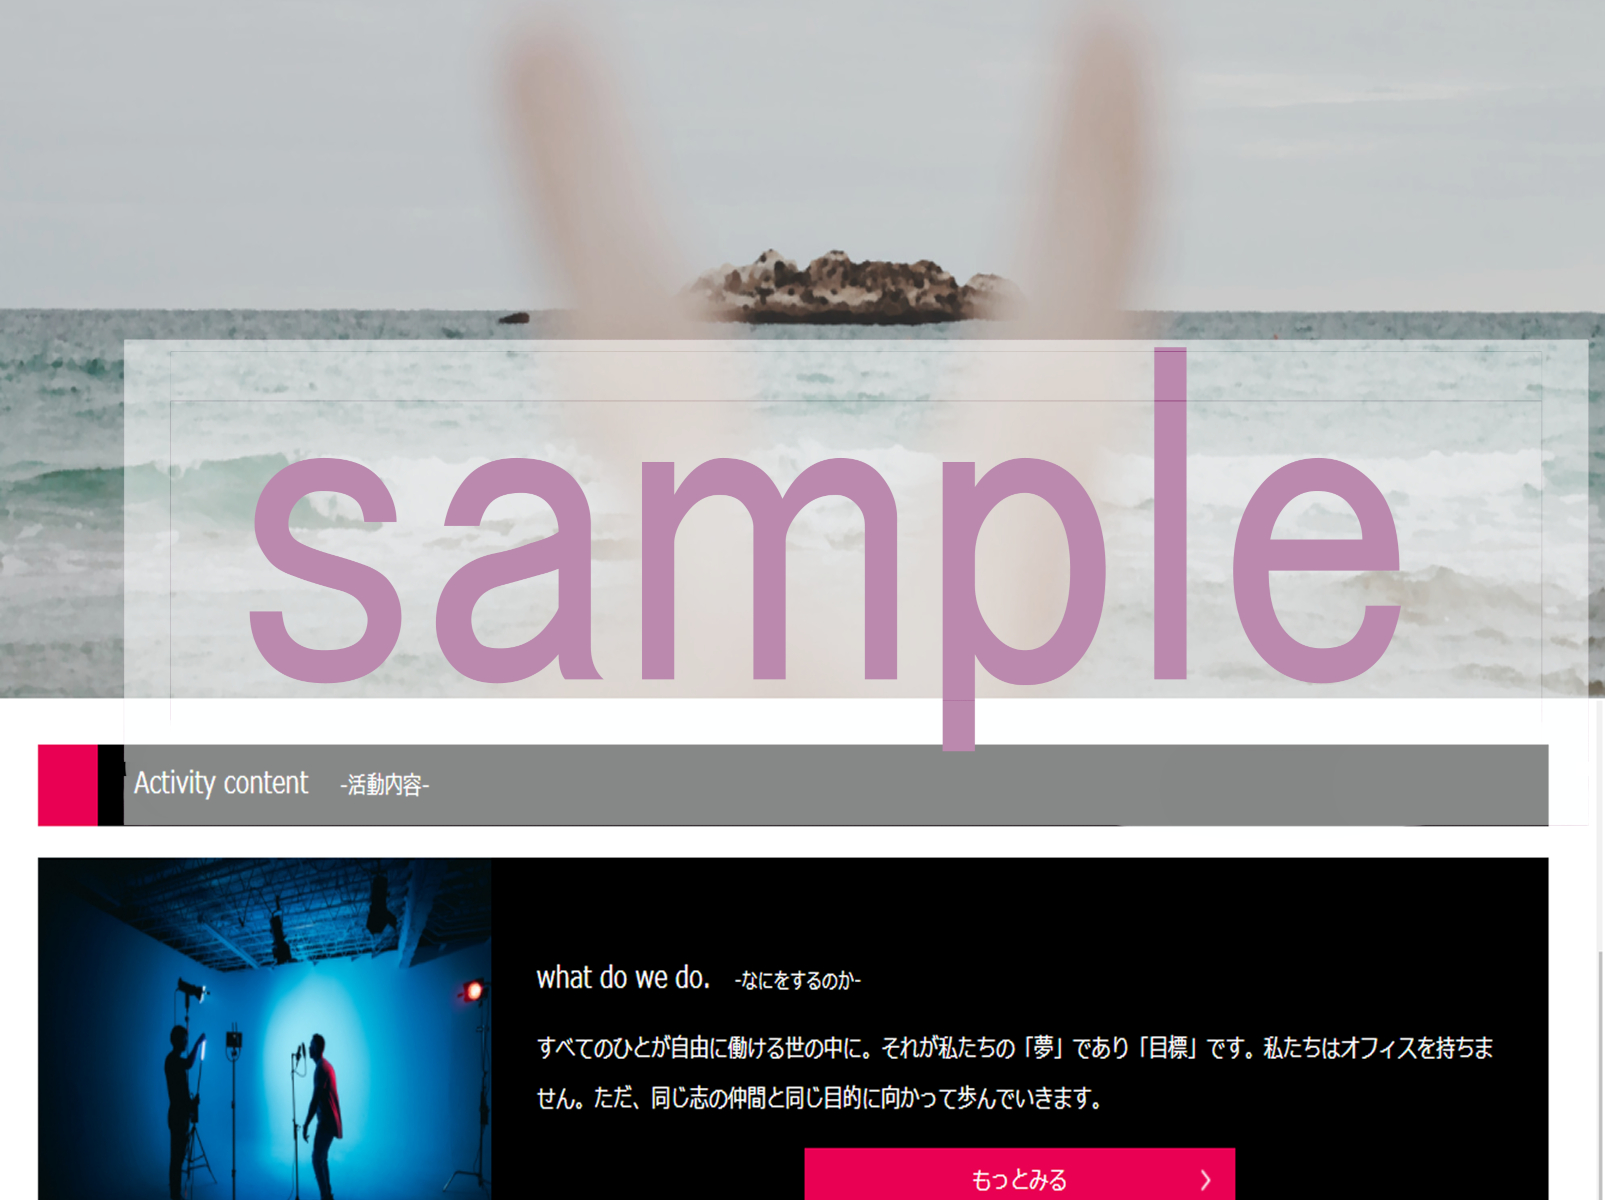 sample
Activity content -活動内容-
what do we do. -なにをするのか-
すべてのひとが自由に働ける世の中に。それが私たちの「夢」であり「目標」です。私たちはオフィスを持ちま
せん。ただ、同じ志の仲間と同じ目的に向かって歩んでいきます。
もっとみる